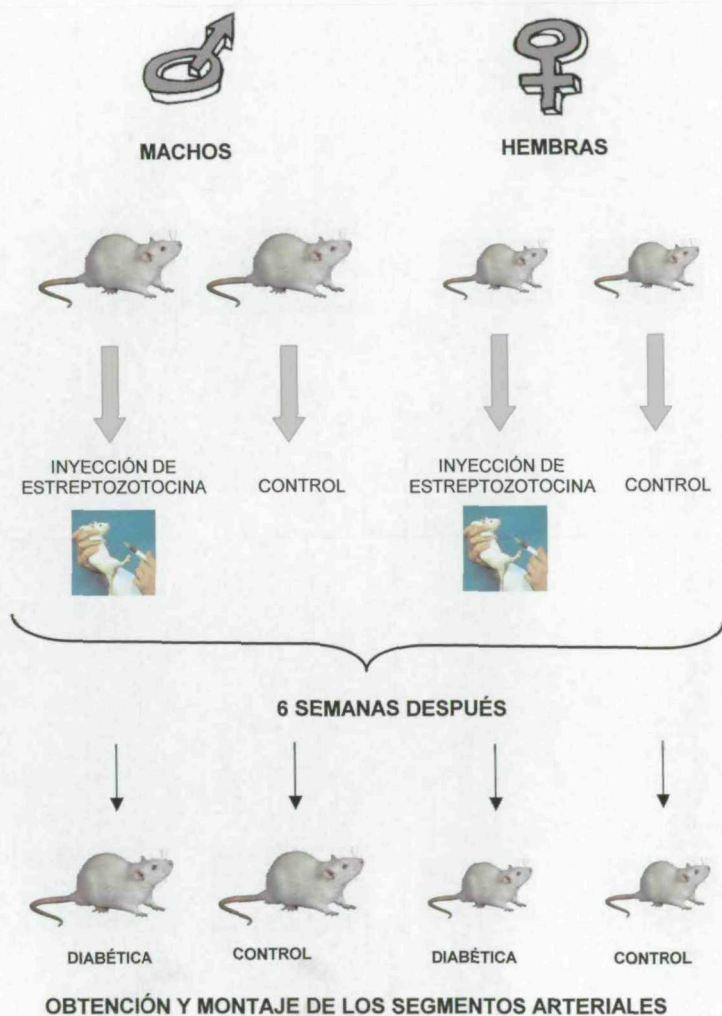 MACHOS HEMBRAS
INYECCIÓN DE
ESTREPTOZOTOCINA
CONTROL
INYECCIÓN DE
ESTREPTOZOTOCINA
CONTROL
6 SEMANAS DESPUÉS
DIABÉTICA CONTROL DIABÉTICA CONTROL
OBTENCIÓN Y MONTAJE DE LOS SEGMENTOS ARTERIALES